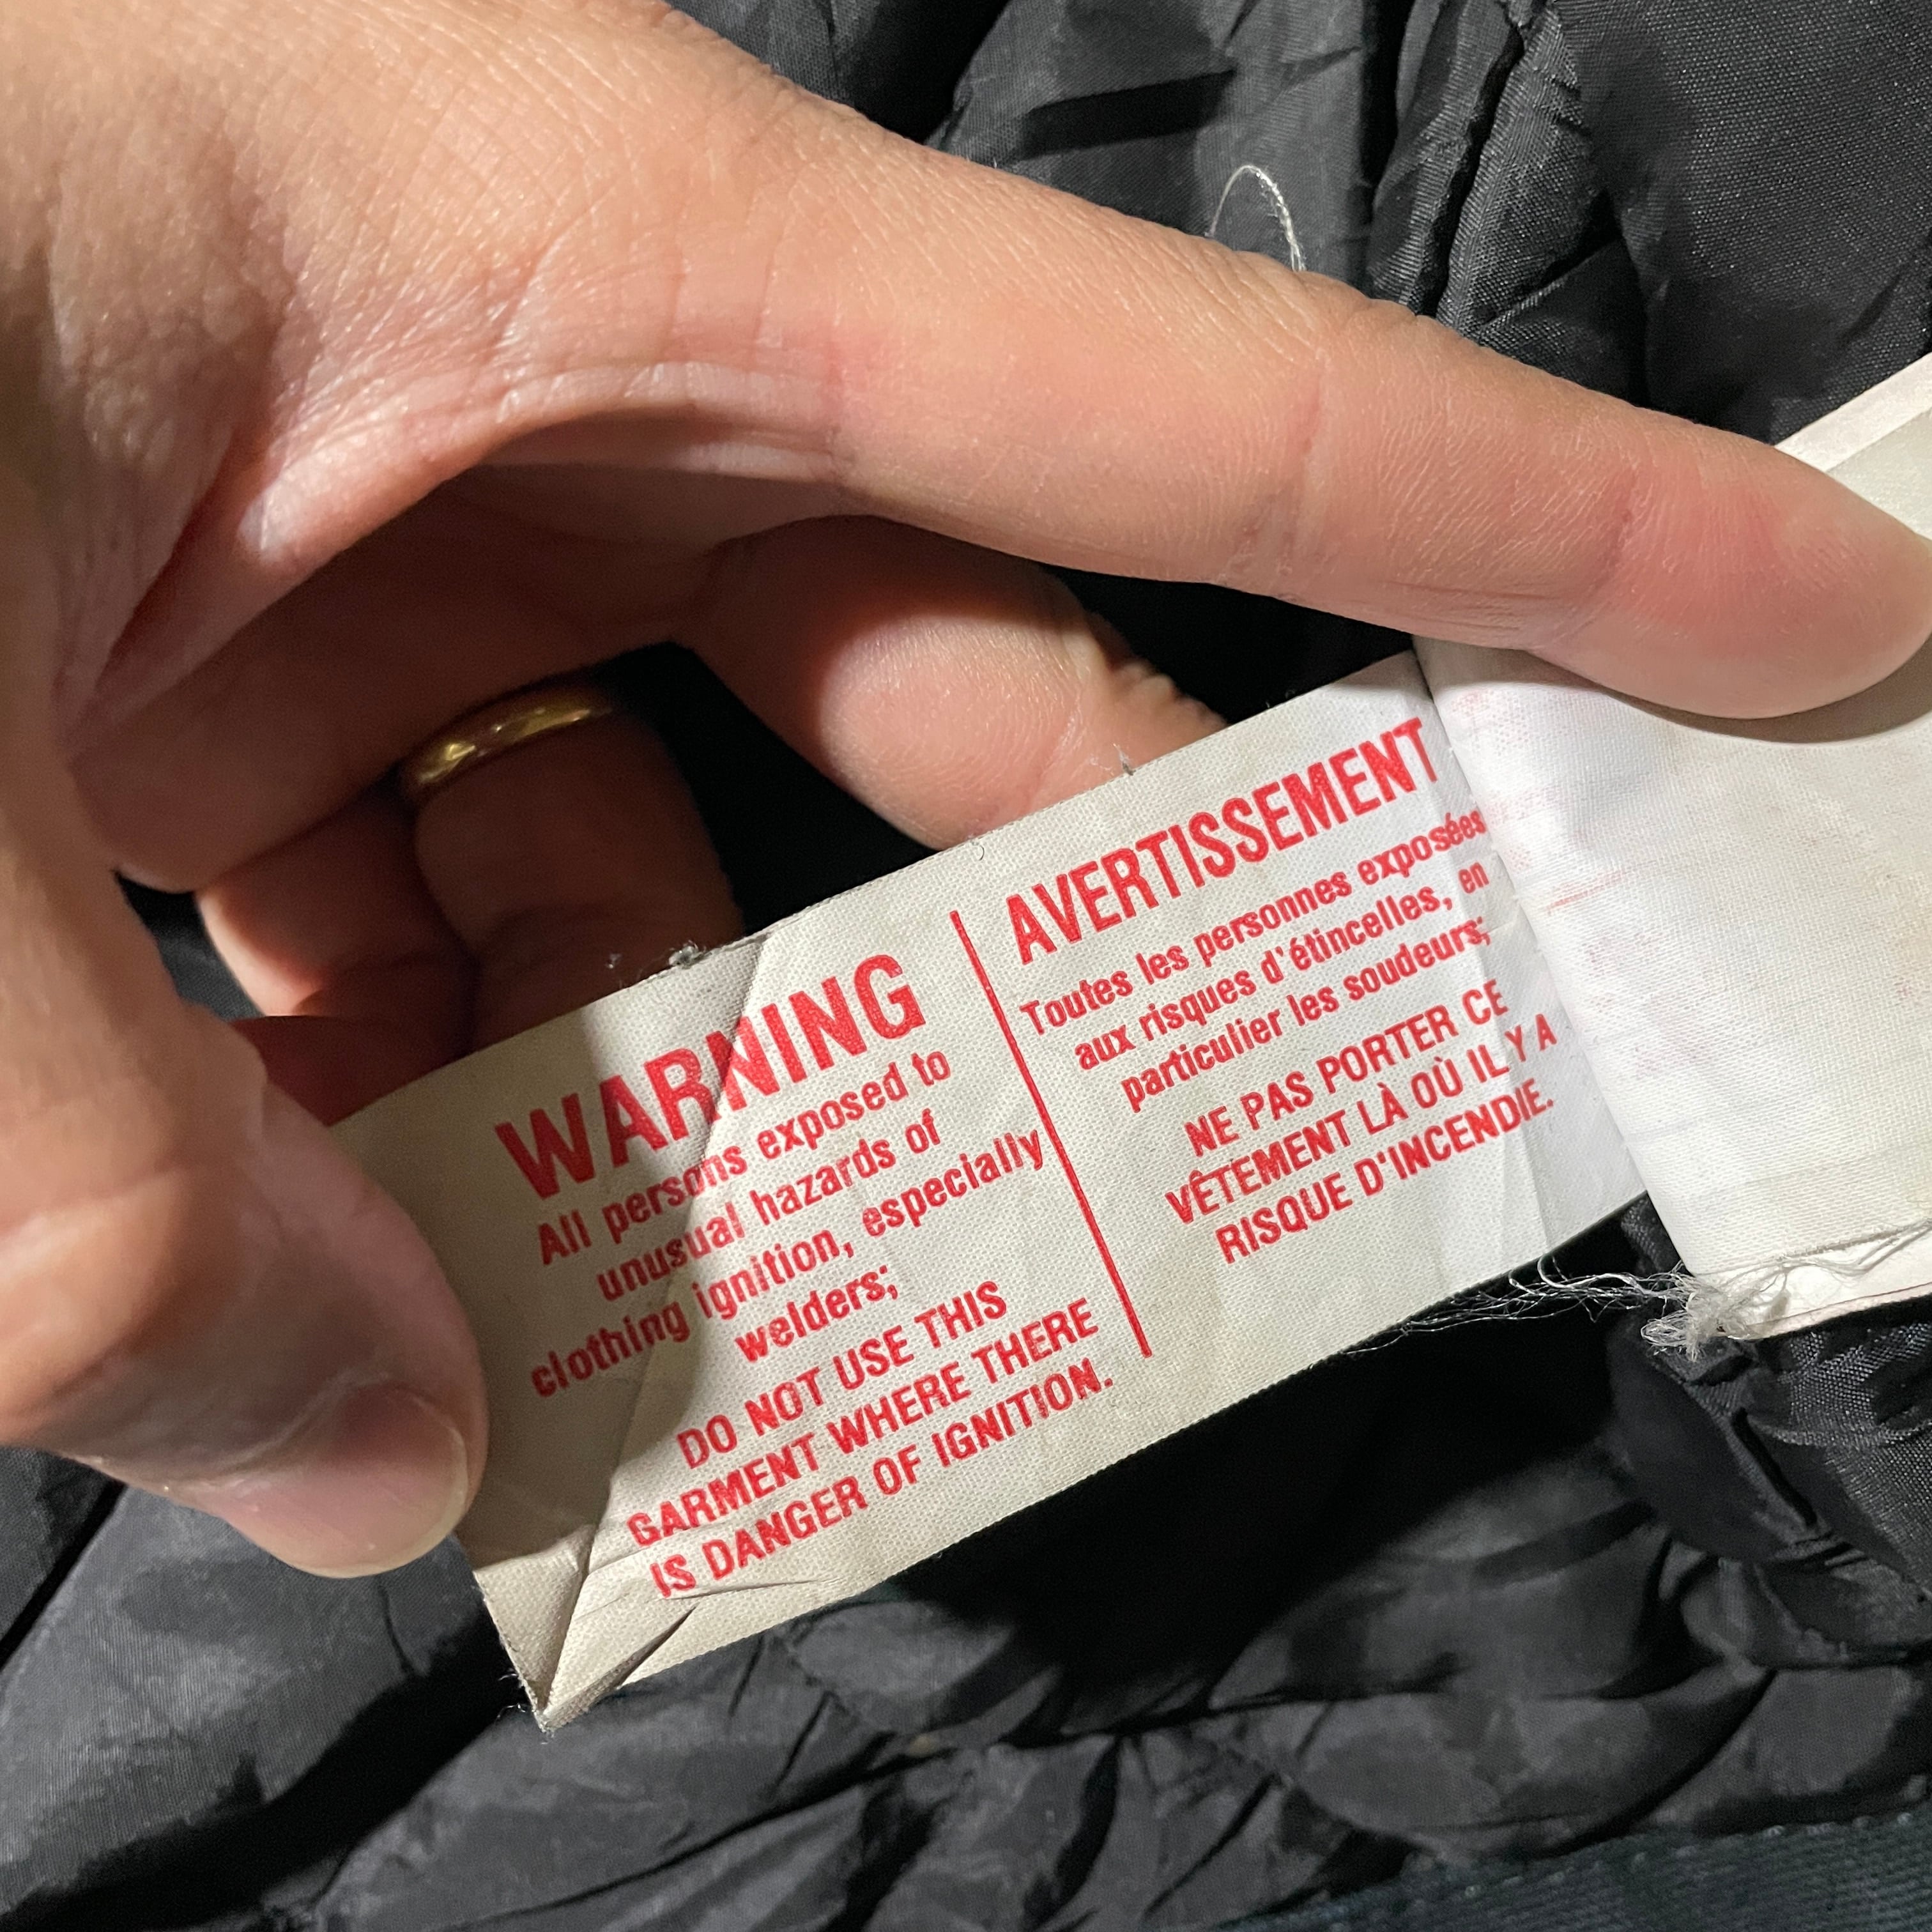 WARNING
All persons exposed to
unusual hazards of
clothing ignition, especially
welders;
DO NOT USE THIS
GARMENT WHERE THERE
IS DANGER OF IGNITION.
AVERTISSEMENT
Toutes les personnes exposées
aux risques d'étincelles, en
particulier les soudeurs;
NE PAS PORTER CE
VÊTEMENT LÀ OÙ IL Y A
RISQUE D'INCENDIE.